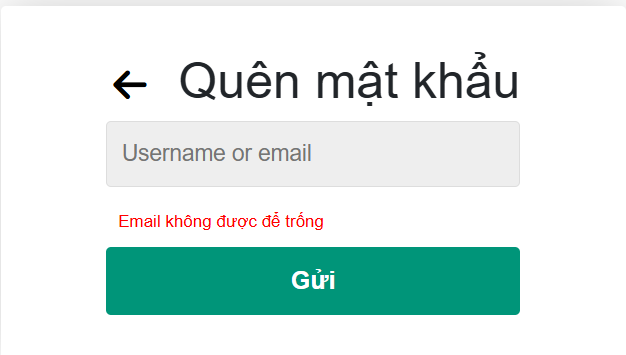 Quên mật khẩu
Username or email
Email không được để trống
Gửi